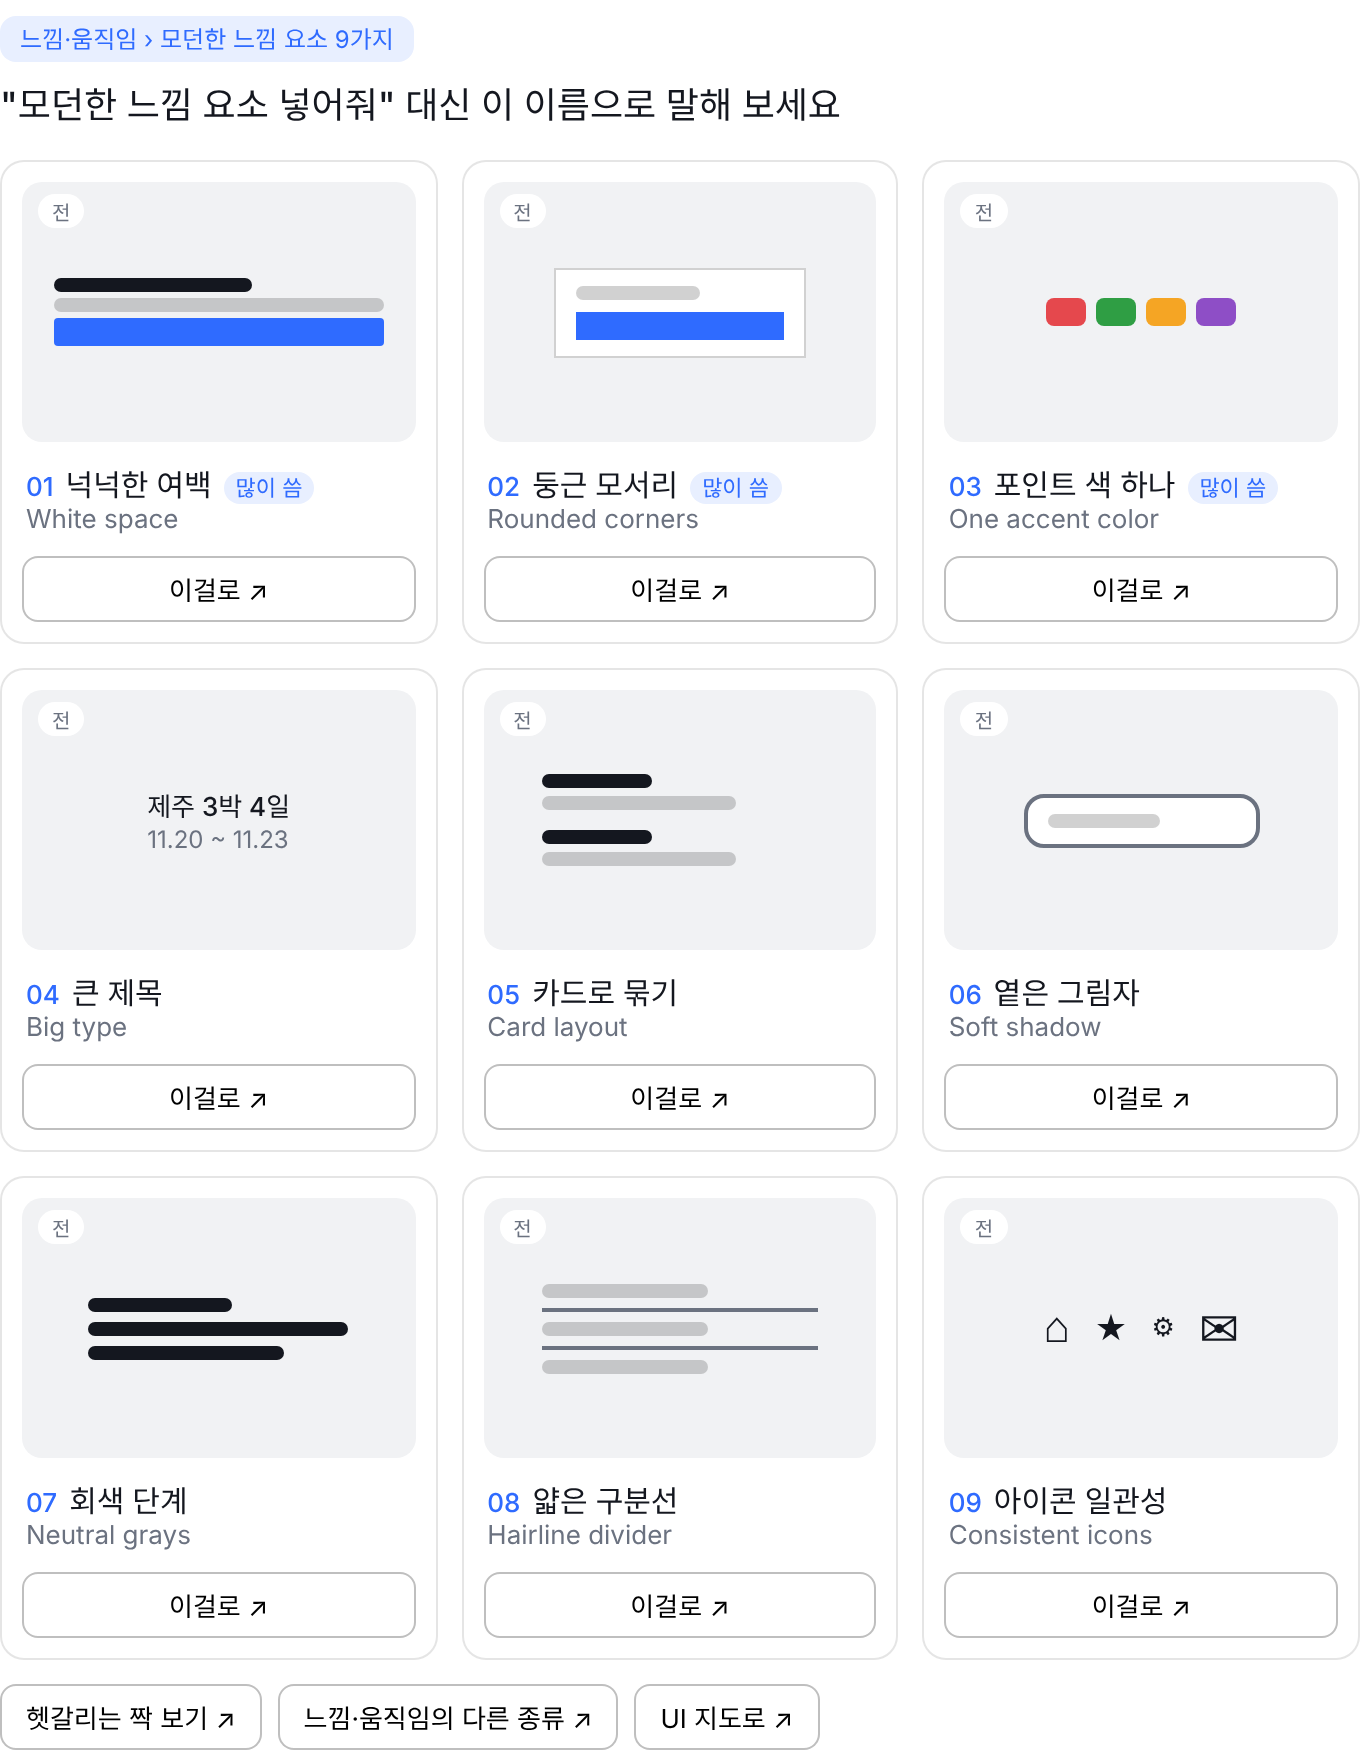 느낌·움직임 › 모던한 느낌 요소 9가지
"모던한 느낌 요소 넣어줘" 대신 이 이름으로 말해 보세요
전
01 넉넉한 여백 많이 씀
White space
이걸로 ↗
전
02 둥근 모서리 많이 씀
Rounded corners
이걸로 ↗
전
03 포인트 색 하나 많이 씀
One accent color
이걸로 ↗
전
제주 3박 4일
11.20 ~ 11.23
04 큰 제목
Big type
이걸로 ↗
전
05 카드로 묶기
Card layout
이걸로 ↗
전
06 옅은 그림자
Soft shadow
이걸로 ↗
전
07 회색 단계
Neutral grays
이걸로 ↗
전
08 얇은 구분선
Hairline divider
이걸로 ↗
전
09 아이콘 일관성
Consistent icons
이걸로 ↗
헷갈리는 짝 보기 ↗
느낌·움직임의 다른 종류 ↗
UI 지도로 ↗